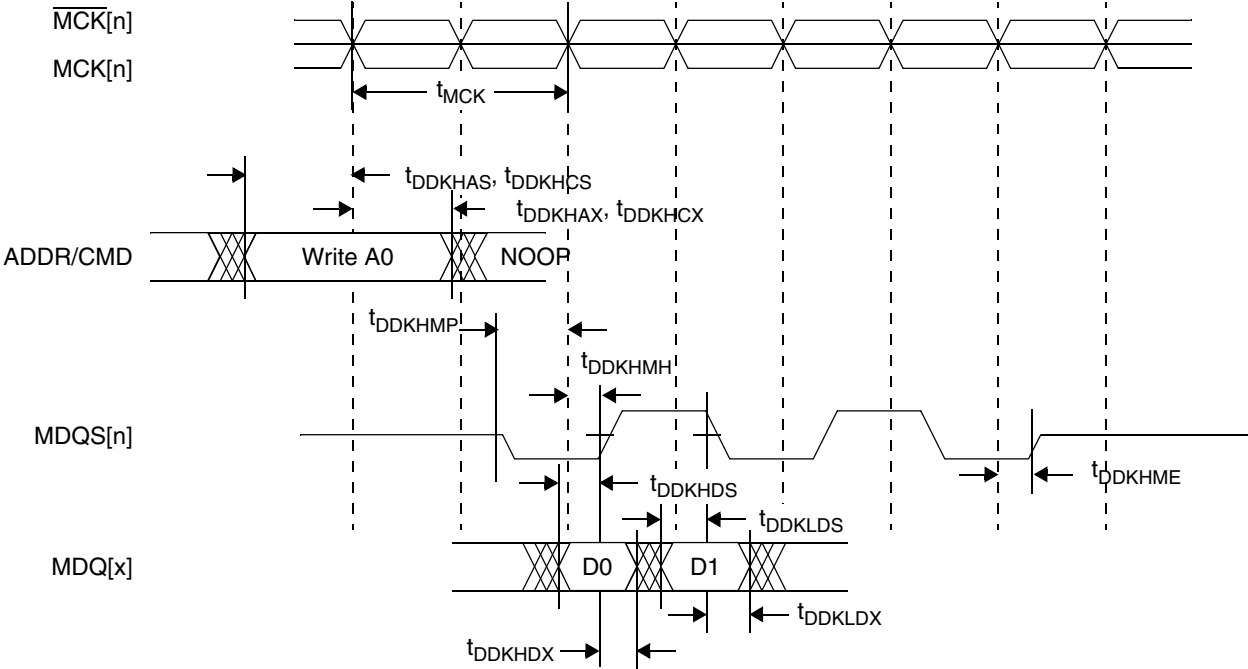 MCK[n]
MCK[n]
tMCK
tDDKHAS, tDDKHCS
tDDKHAX, tDDKHCX
ADDR/CMD
Write A0
NOOP
tDDKHMP
tDDKHMH
MDQS[n]
tDDKHME
tDDKHDS
tDDKLDS
MDQ[x]
D0
D1
tDDKLDX
tDDKHDX